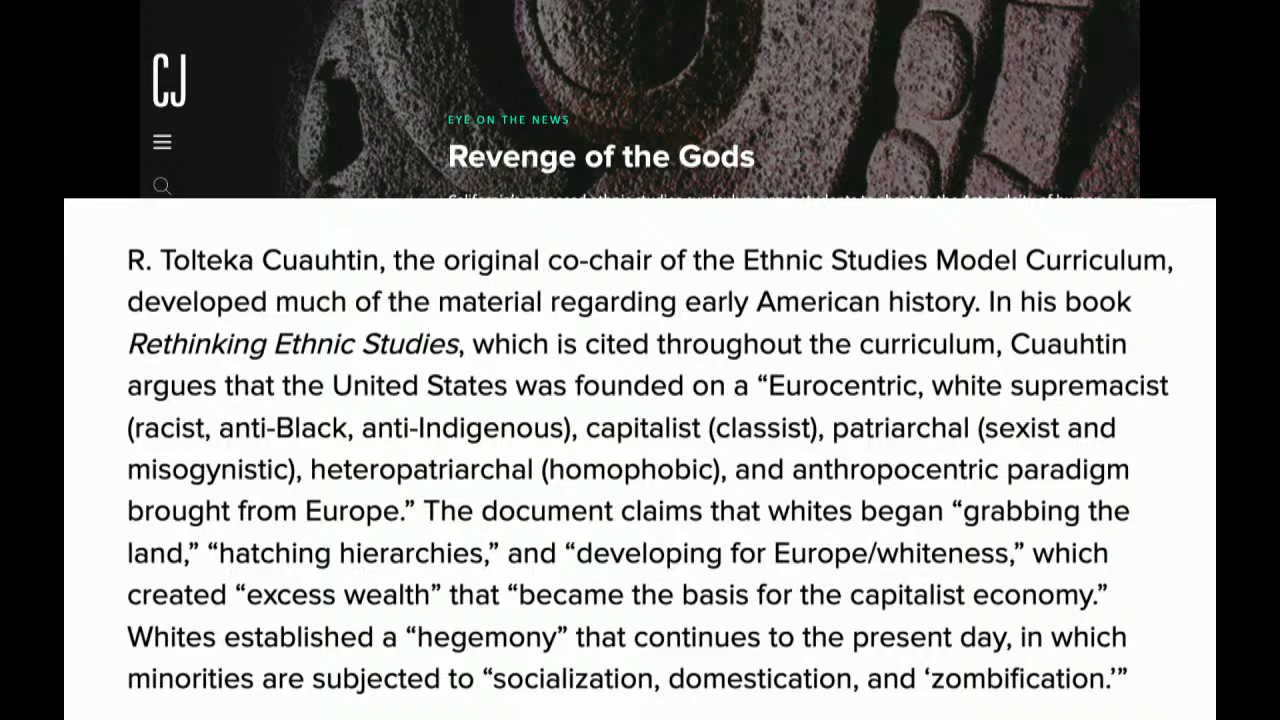 CJ
EYE ON THE NEWS
Revenge of the Gods
R. Tolteka Cuauhtin, the original co-chair of the Ethnic Studies Model Curriculum,
developed much of the material regarding early American history. In his book
Rethinking Ethnic Studies, which is cited throughout the curriculum, Cuauhtin
argues that the United States was founded on a “Eurocentric, white supremacist
(racist, anti-Black, anti-Indigenous), capitalist (classist), patriarchal (sexist and
misogynistic), heteropatriarchal (homophobic), and anthropocentric paradigm
brought from Europe.” The document claims that whites began “grabbing the
land,” “hatching hierarchies,” and “developing for Europe/whiteness,” which
created “excess wealth” that “became the basis for the capitalist economy.”
Whites established a “hegemony” that continues to the present day, in which
minorities are subjected to “socialization, domestication, and ‘zombification.’”